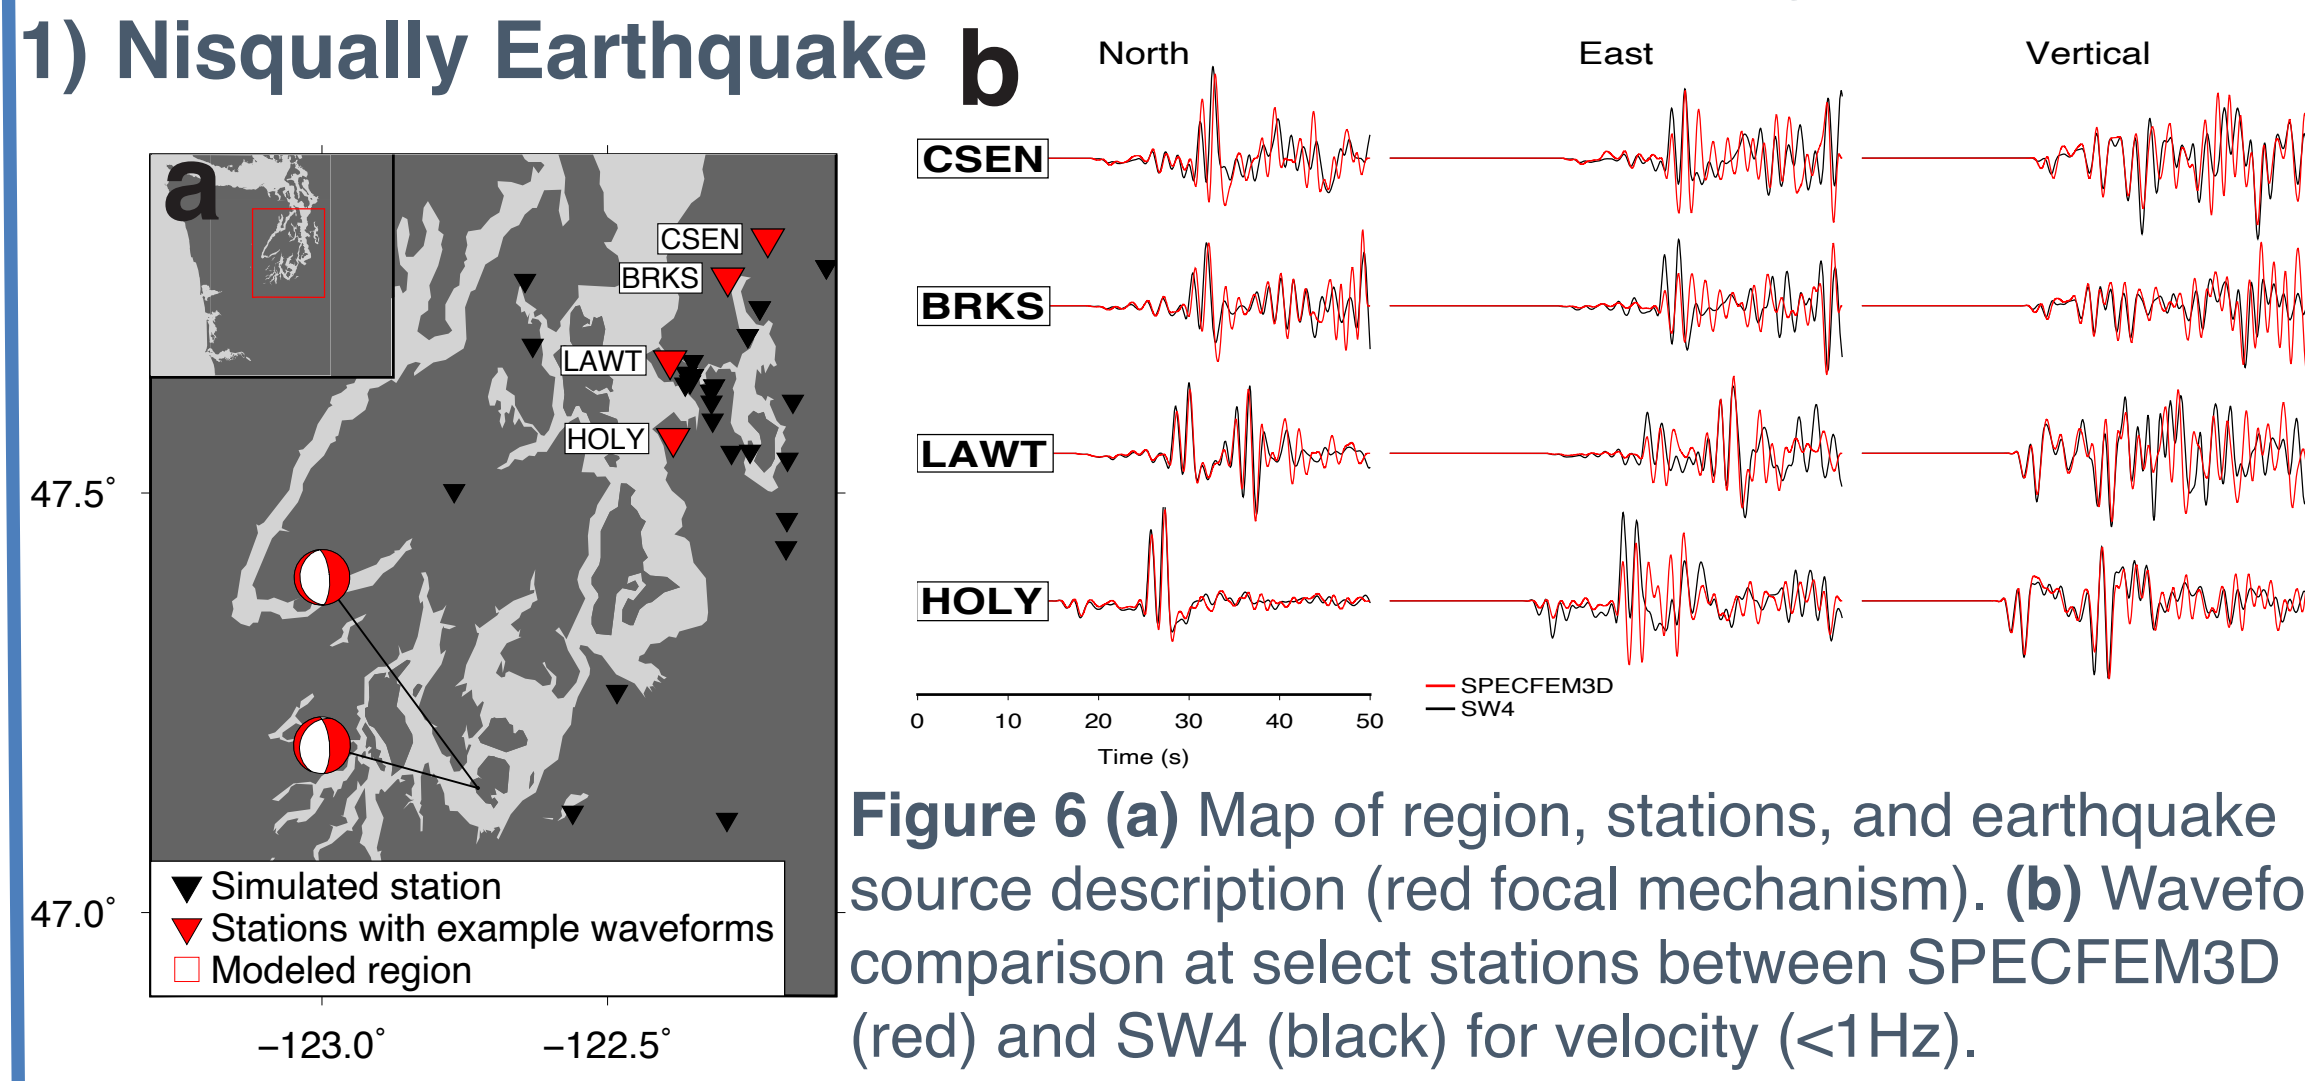 1) Nisqually Earthquake
a
CSEN
BRKS
LAWT
HOLY
47.5°
47.0°
−123.0°
−122.5°
Simulated station
Stations with example waveforms
Modeled region
b
North
East
Vertical
CSEN
BRKS
LAWT
HOLY
0 10 20 30 40 50
Time (s)
SPECFEM3D
SW4
Figure 6 (a) Map of region, stations, and earthquake
source description (red focal mechanism). (b) Wavefo
comparison at select stations between SPECFEM3D
(red) and SW4 (black) for velocity (<1Hz).